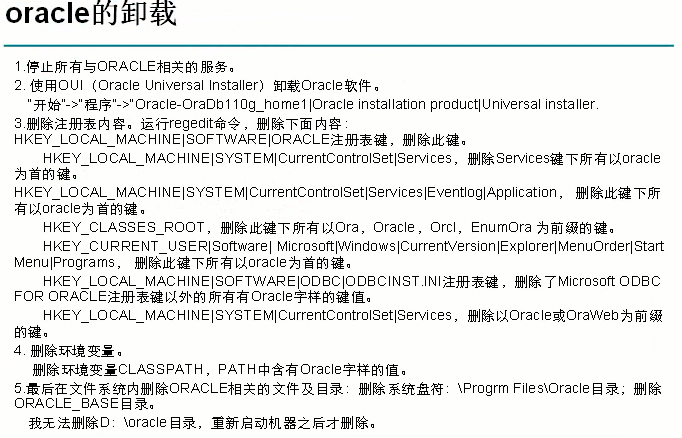 oracle的卸载
1.停止所有与ORACLE相关的服务。
2. 使用OUI（Oracle Universal Installer）卸载Oracle软件。
"开始"->"程序"->"Oracle-OraDb110g_home1|Oracle installation product|Universal installer.
3.删除注册表内容。运行regedit命令，删除下面内容：
HKEY_LOCAL_MACHINE|SOFTWARE|ORACLE注册表键，删除此键。
HKEY_LOCAL_MACHINE|SYSTEM|CurrentControlSet|Services，删除Services键下所有以oracle
为首的键。
HKEY_LOCAL_MACHINE|SYSTEM|CurrentControlSet|Services|Eventlog|Application， 删除此键下所
有以oracle为首的键。
HKEY_CLASSES_ROOT，删除此键下所有以Ora，Oracle，Orcl，EnumOra 为前缀的键。
HKEY_CURRENT_USER|Software| Microsoft|Windows|CurrentVersion|Explorer|MenuOrder|Start
Menu|Programs， 删除此键下所有以oracle为首的键。
HKEY_LOCAL_MACHINE|SOFTWARE|ODBC|ODBCINST.INI注册表键，删除了Microsoft ODBC
FOR ORACLE注册表键以外的所有有Oracle字样的键值。
HKEY_LOCAL_MACHINE|SYSTEM|CurrentControlSet|Services，删除以Oracle或OraWeb为前缀
的键。
4. 删除环境变量。
删除环境变量CLASSPATH，PATH中含有Oracle字样的值。
5.最后在文件系统内删除ORACLE相关的文件及目录：删除系统盘符：\Progrm Files\Oracle目录；删除
ORACLE_BASE目录。
我无法删除D：\oracle目录，重新启动机器之后才删除。